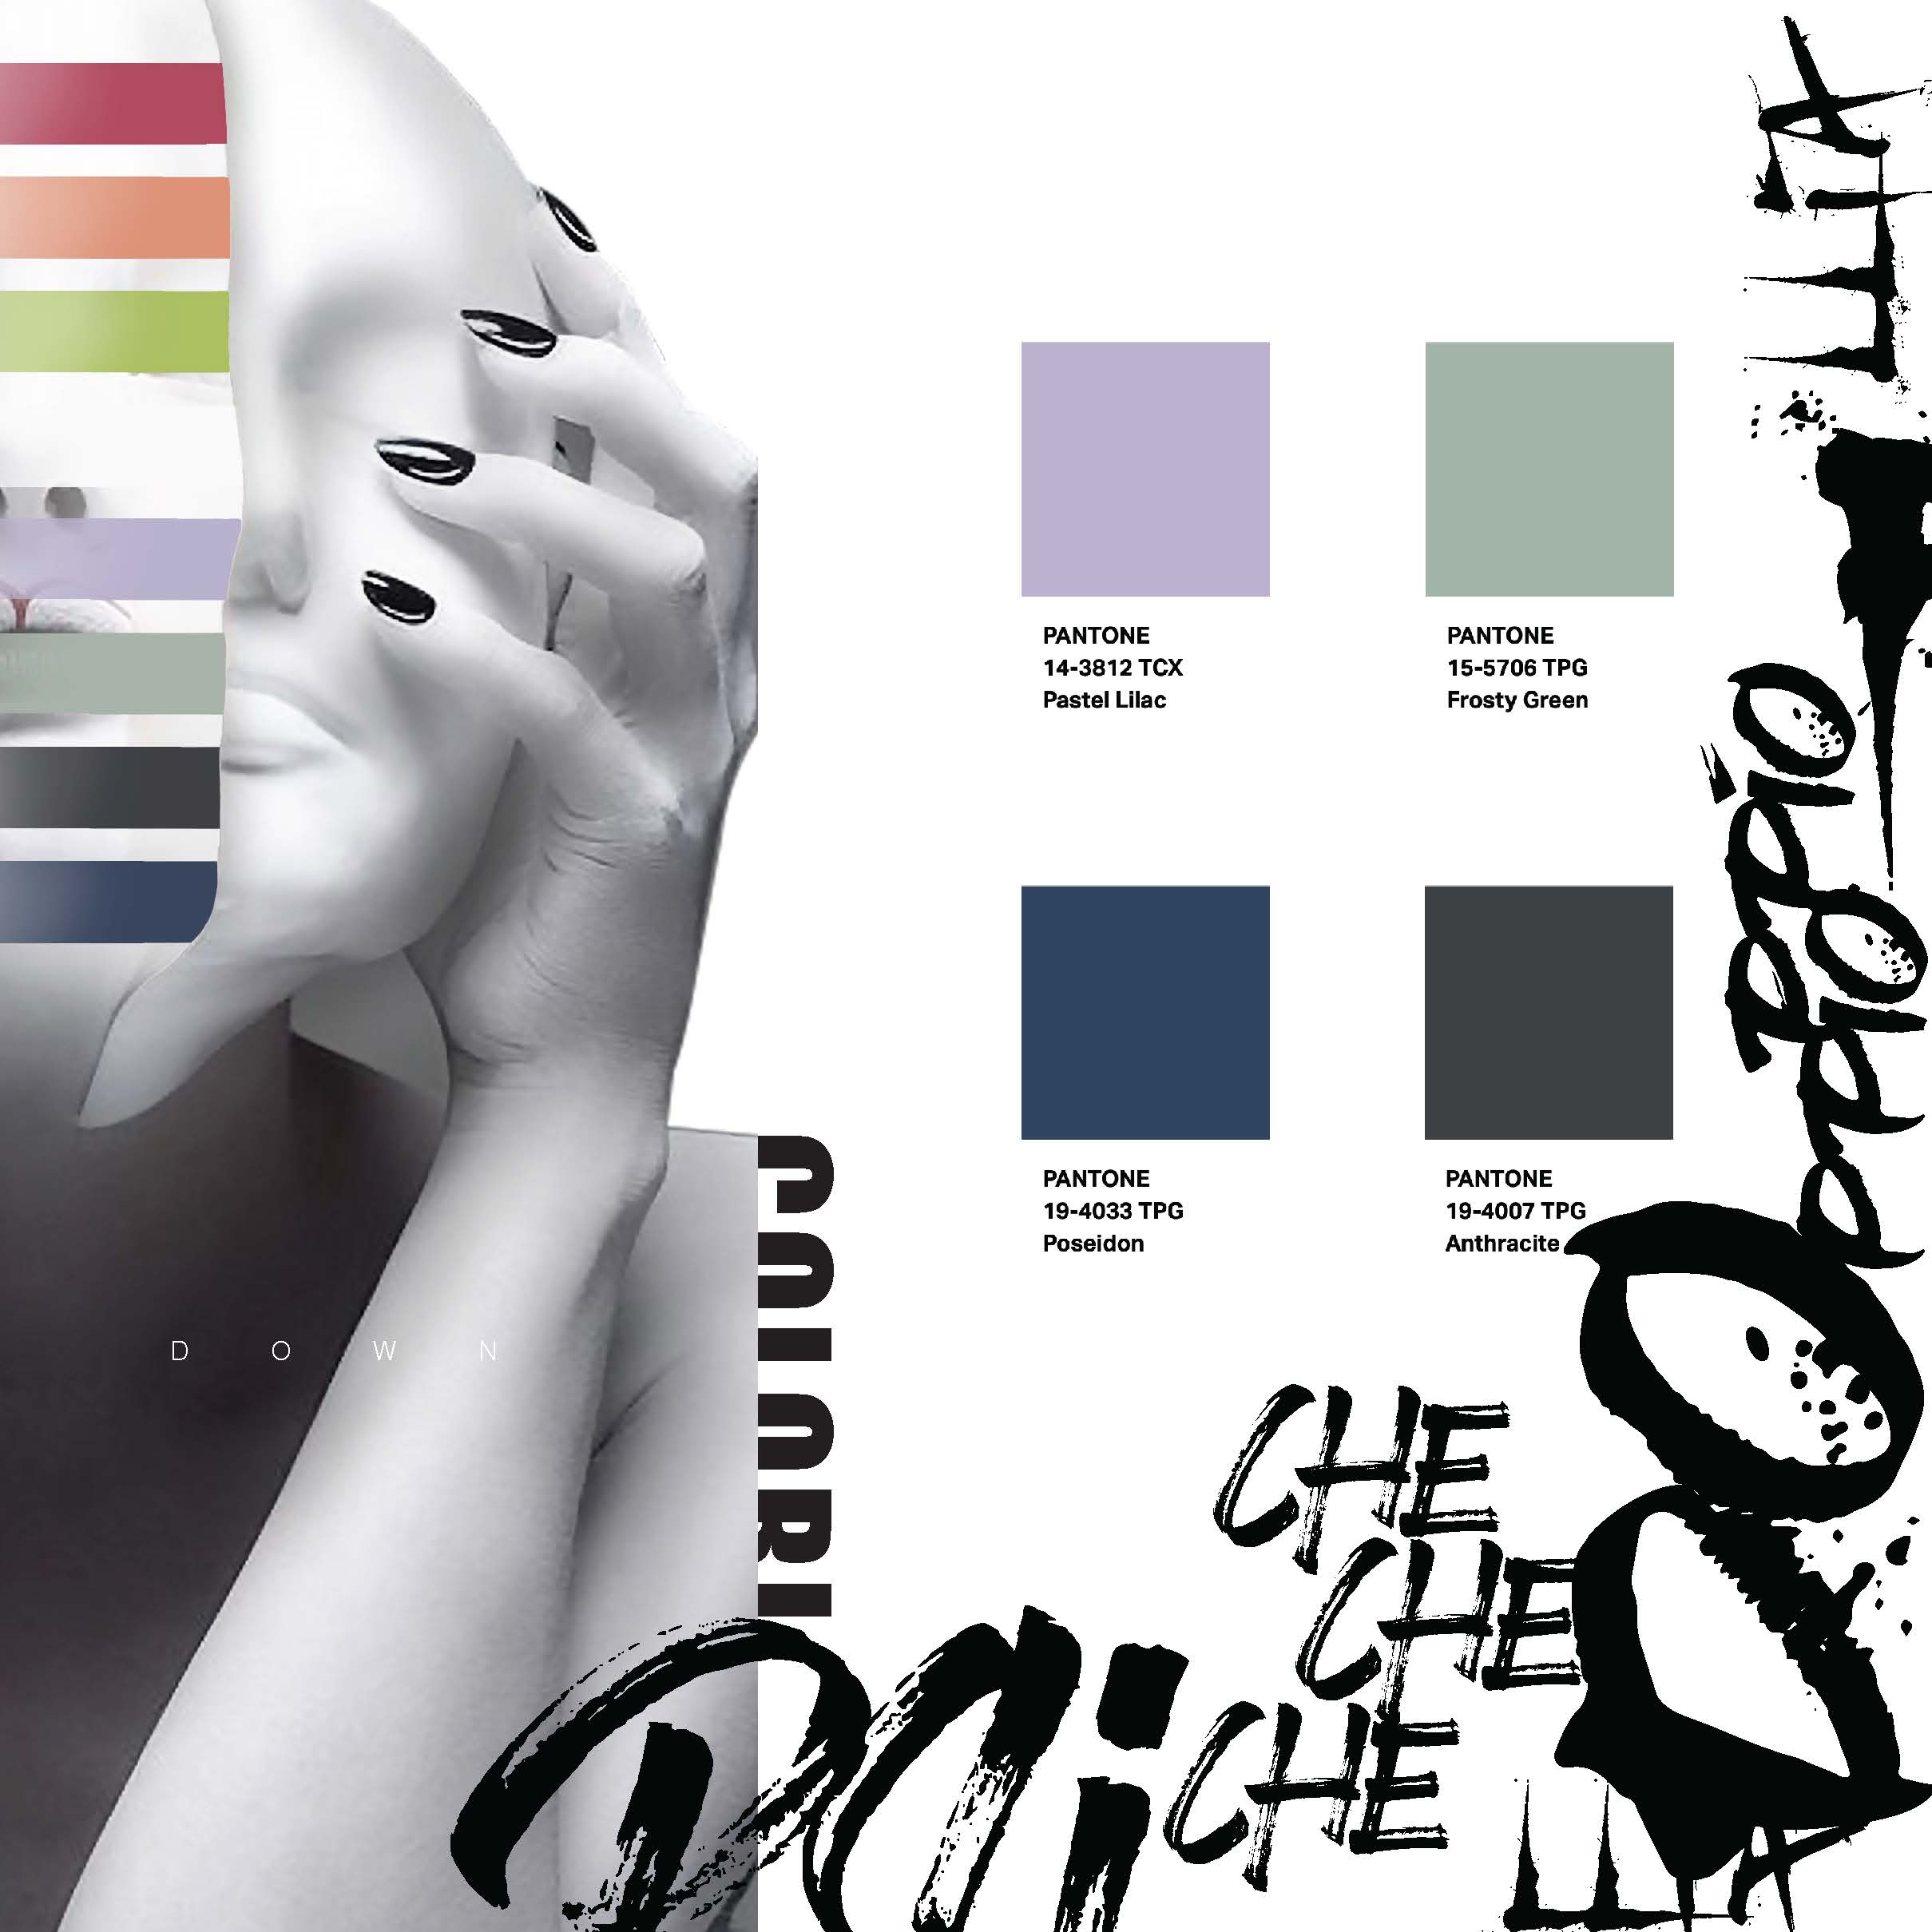 PANTONE
14-3812 TCX
Pastel Lilac
PANTONE
15-5706 TPG
Frosty Green
PANTONE
19-4033 TPG
Poseidon
PANTONE
19-4007 TPG
Anthracite
D O W N
COLORI
CHE
CHE
CHE